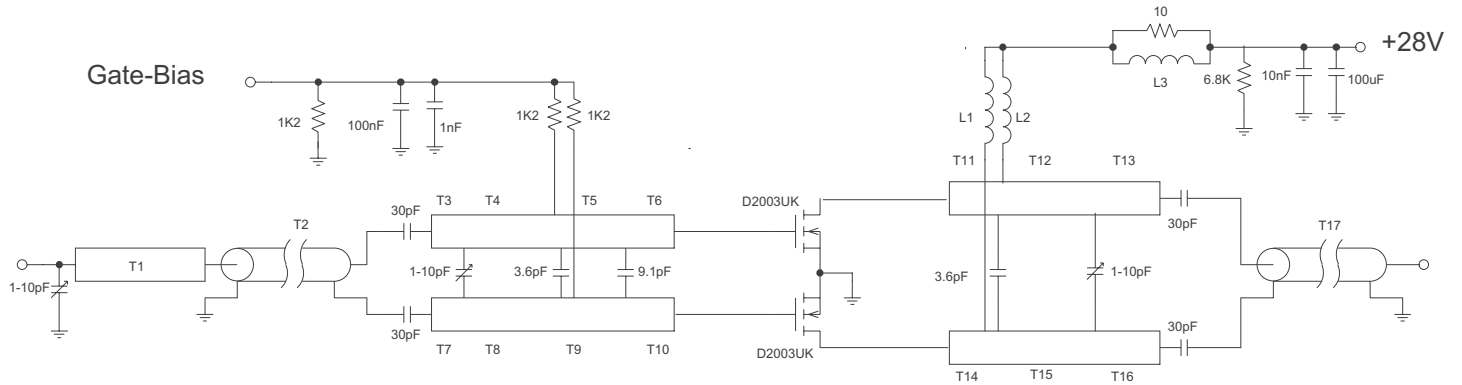 10
+28V
Gate-Bias
L3
6.8K
10nF
100uF
1K2
100nF
1nF
1K2
1K2
L1
L2
T11
T12
T13
T3
T4
T5
T6
D2003UK
30pF
30pF
T2
T17
T1
1-10pF
1-10pF
3.6pF
9.1pF
3.6pF
1-10pF
30pF
30pF
T7
T8
T9
T10
D2003UK
T14
T15
T16